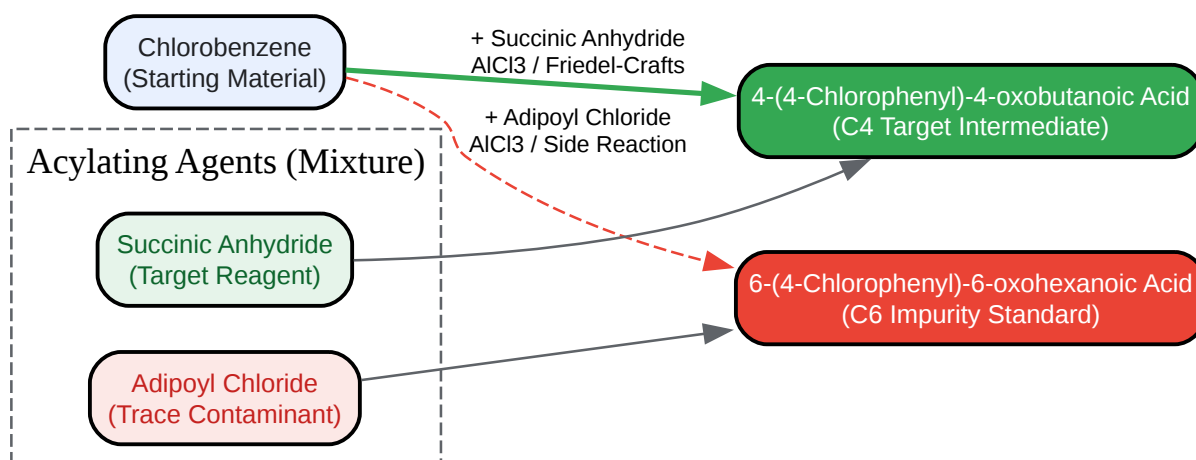 Chlorobenzene
(Starting Material)
+ Succinic Anhydride
AlCl3 / Friedel-Crafts
+ Adipoyl Chloride
AlCl3 / Side Reaction
4-(4-Chlorophenyl)-4-oxobutanoic Acid
(C4 Target Intermediate)
Acylating Agents (Mixture)
Succinic Anhydride
(Target Reagent)
6-(4-Chlorophenyl)-6-oxohexanoic Acid
(C6 Impurity Standard)
Adipoyl Chloride
(Trace Contaminant)